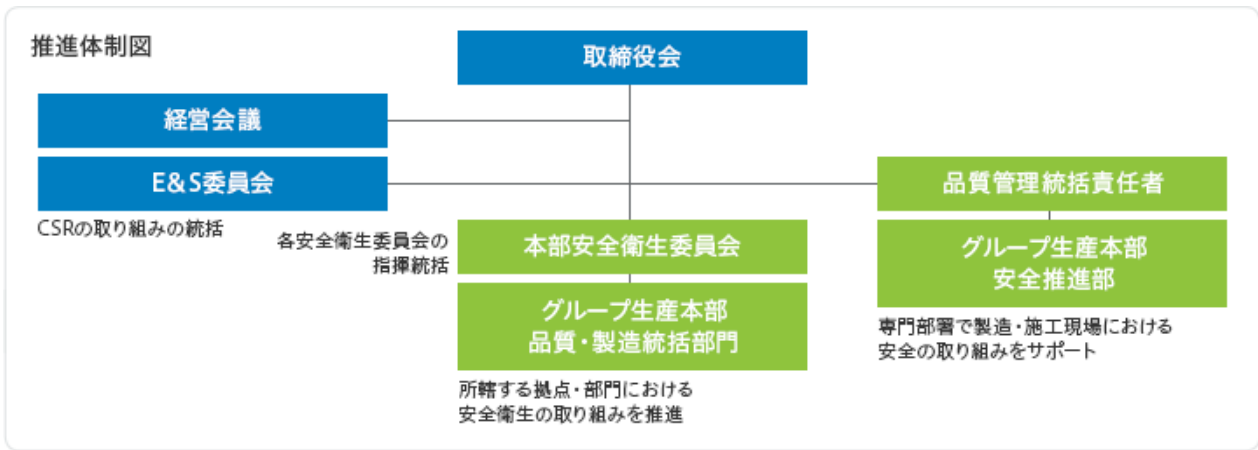 推進体制図
取締役会
経営会議
E&S委員会
CSRの取り組みの統括
品質管理統括責任者
各安全衛生委員会の
指揮統括
本部安全衛生委員会
グループ生産本部
安全推進部
グループ生産本部
品質・製造統括部門
専門部署で製造・施工現場における
安全の取り組みをサポート
所轄する拠点・部門における
安全衛生の取り組みを推進